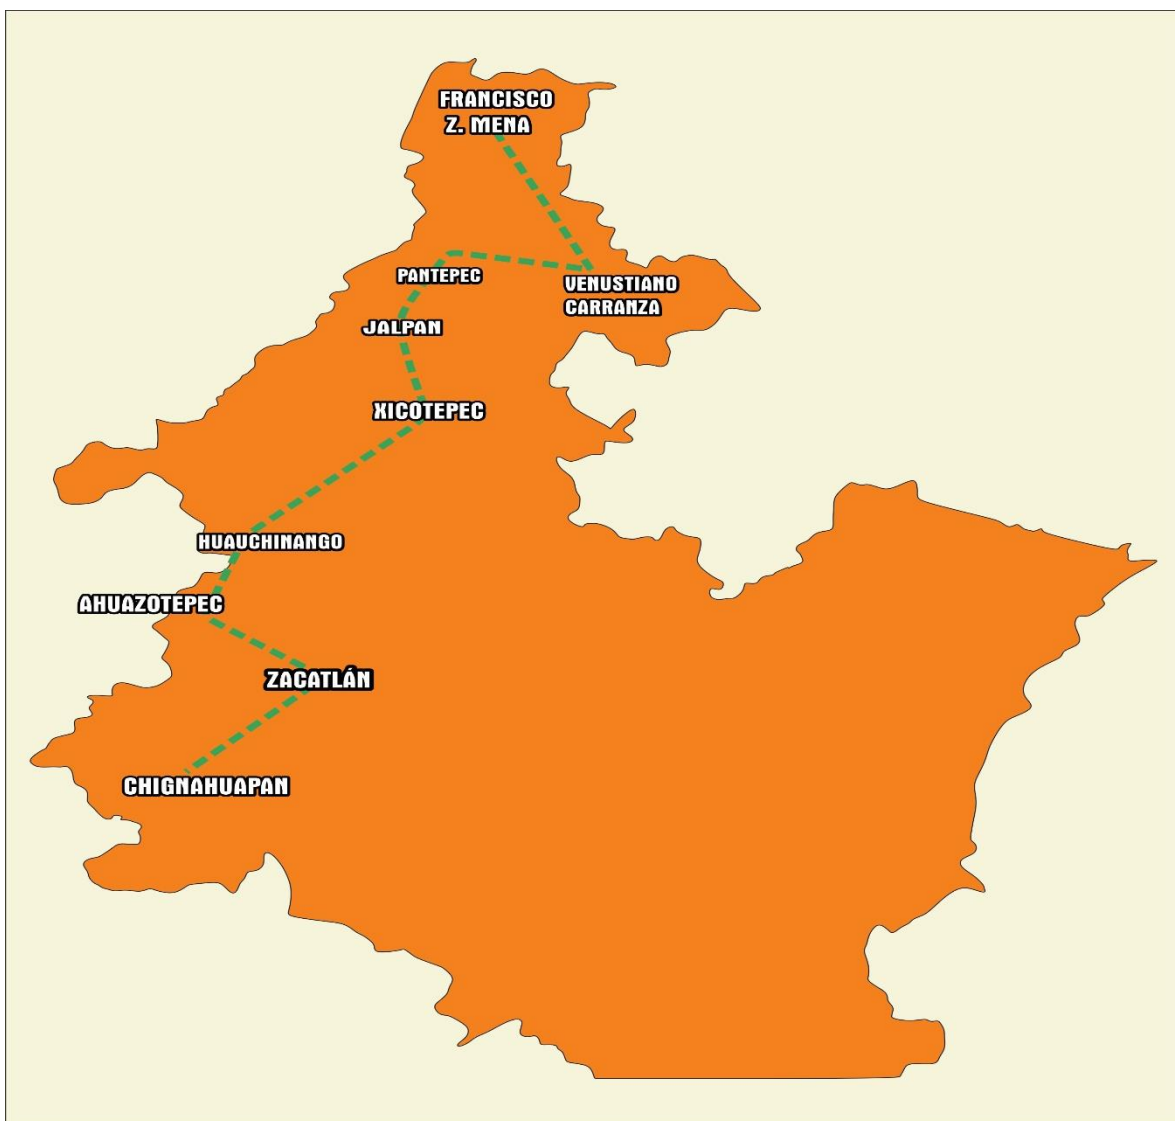 FRANCISCO
Z. MENA
PANTEPEC
VENUSTIANO
CARRANZA
JALPAN
XICOTEPEC
HUAUCHINANGO
AHUAZOTEPEC
ZACATLÁN
CHIGNAHUAPAN